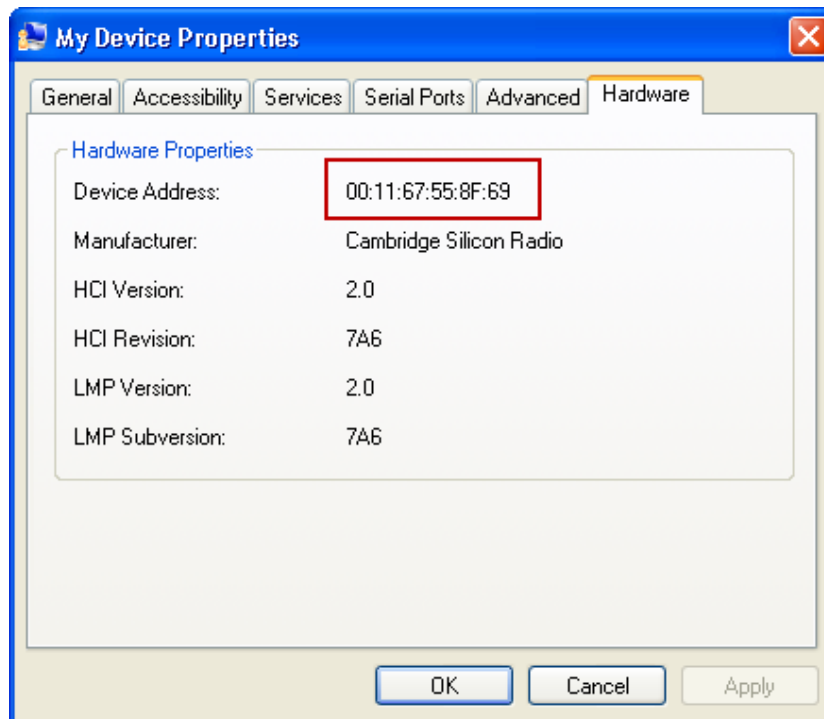 My Device Properties
General Accessibility Services Serial Ports Advanced Hardware
Hardware Properties
Device Address: 00:11:67:55:8F:69
Manufacturer: Cambridge Silicon Radio
HCI Version: 2.0
HCI Revision: 7A6
LMP Version: 2.0
LMP Subversion: 7A6
OK Cancel Apply